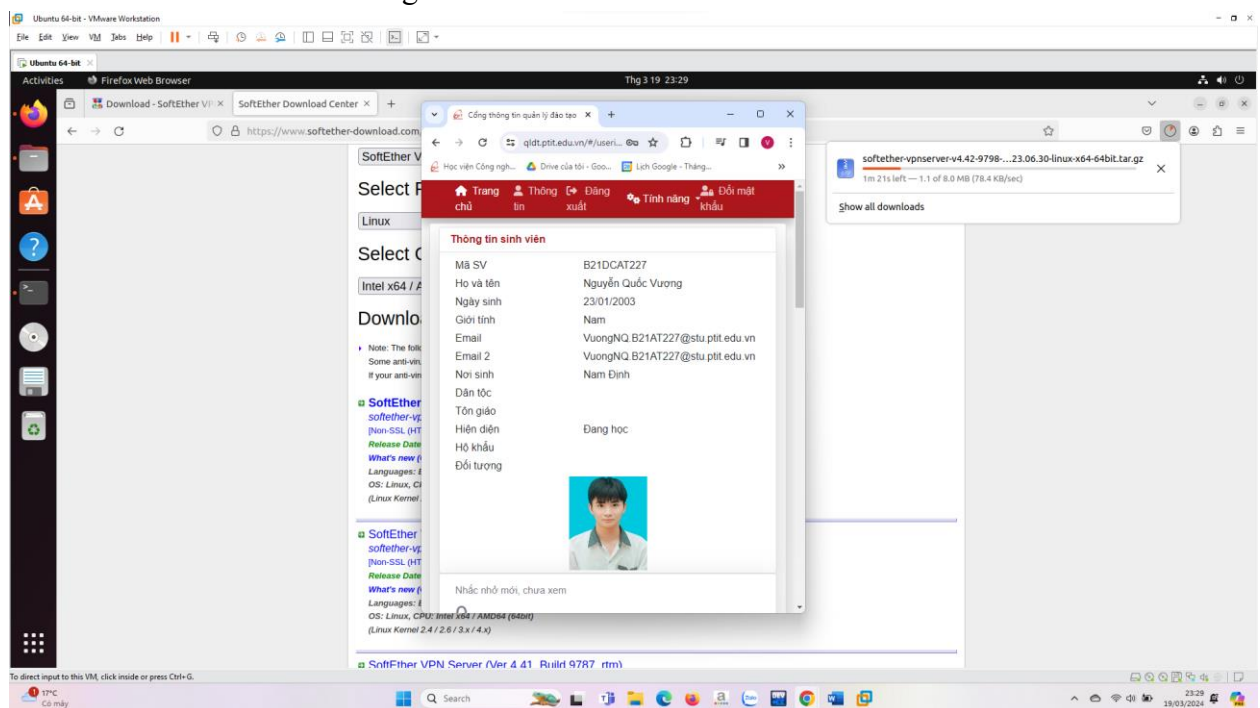 Ubuntu 64-bit - VMware Workstation
File Edit View VM Tabs Help
Ubuntu 64-bit
Activities Firefox Web Browser Thg 3 19 23:29
Download - SoftEther VP SoftEther Download Center
https://www.softether-download.com
SoftEther V
Select
Linux
Select
Intel x64 / A
Downlo
Note: The foll
Some anti-vin
If your anti-vin
SoftEther
softether-vp
[Non-SSL (HT
Release Date
What's new (
Languages: E
OS: Linux, C
(Linux Kernel
SoftEther
softether-vp
[Non-SSL (HT
Release Date
What's new (
Languages: E
OS: Linux, CPU: Intel x64 / AMD64 (64bit)
(Linux Kernel 2.4 / 2.6 / 3.x / 4.x)
SoftEther VPN Server (Ver 4.41, Build 9787, rtm)
Cổng thông tin quản lý đào tạo
qldt.ptit.edu.vn/#/useri...
Học viện Công ngh... Drive của tôi - Goo... Lịch Google - Tháng...
Trang chủ Thông tin Đăng xuất Tính năng Đổi mật khẩu
Thông tin sinh viên
Mã SV B21DCAT227
Họ và tên Nguyễn Quốc Vượng
Ngày sinh 23/01/2003
Giới tính Nam
Email VuongNQ.B21AT227@stu.ptit.edu.vn
Email 2 VuongNQ.B21AT227@stu.ptit.edu.vn
Nơi sinh Nam Định
Dân tộc
Tôn giáo
Hiện diện Đang học
Hộ khẩu
Đối tượng
Nhắc nhở mới, chưa xem
softether-vpnserver-v4.42-9798-...23.06.30-linux-x64-64bit.tar.gz
1m 21s left — 1.1 of 8.0 MB (78.4 KB/sec)
Show all downloads
To direct input to this VM, click inside or press Ctrl+G.
17°C
Có mây
Search
23:29
19/03/2024